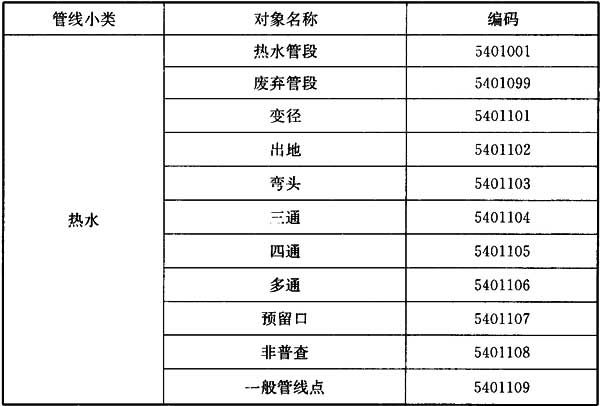 管线小类 对象名称 编码
热水管段 5401001
废弃管段 5401099
变径 5401101
出地 5401102
弯头 5401103
热水 三通 5401104
四通 5401105
多通 5401106
预留口 5401107
非普查 5401108
一般管线点 5401109